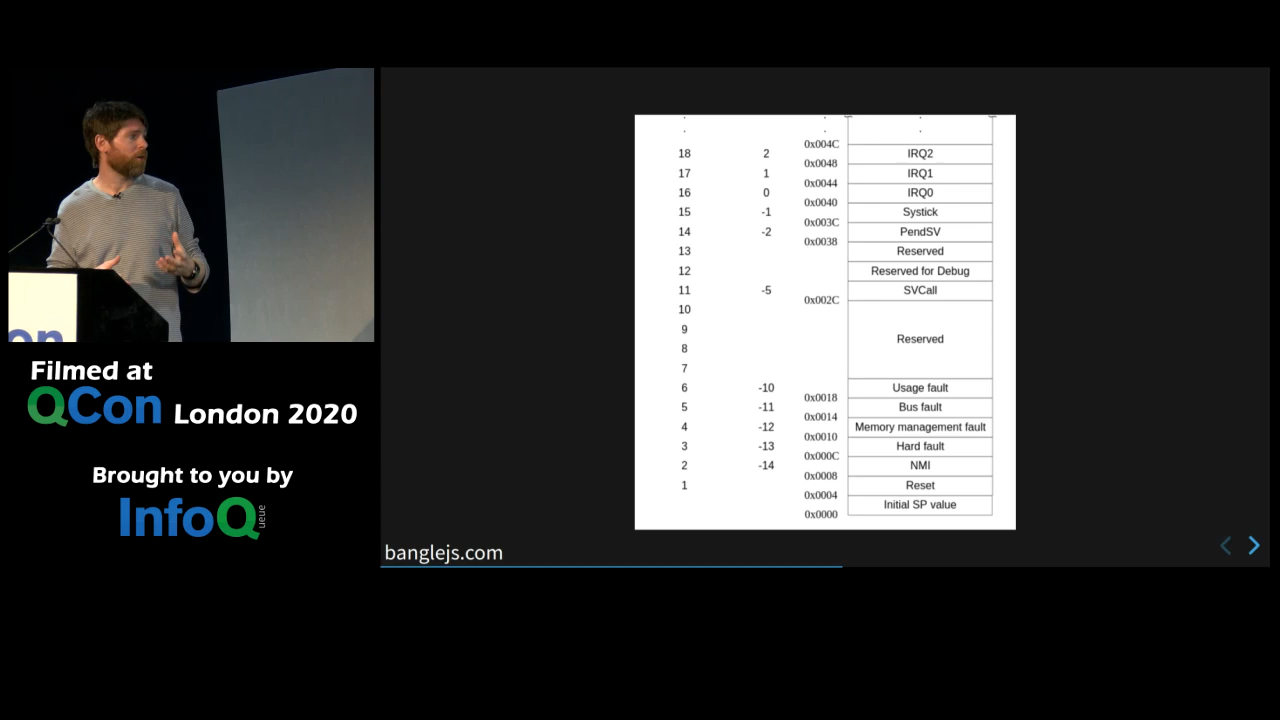 on
Filmed at
QCon London 2020
Brought to you by
InfoQ
ueue
18 2 0x004C IRQ2
17 1 0x0048 IRQ1
16 0 0x0044 IRQ0
15 -1 0x0040 Systick
14 -2 0x003C PendSV
13 0x0038 Reserved
12 Reserved for Debug
11 -5 SVCall
10 0x002C
9 Reserved
8
7
6 -10 Usage fault
5 -11 0x0018 Bus fault
4 -12 0x0014 Memory management fault
3 -13 0x0010 Hard fault
2 -14 0x000C NMI
1 0x0008 Reset
0x0004 Initial SP value
0x0000
banglejs.com